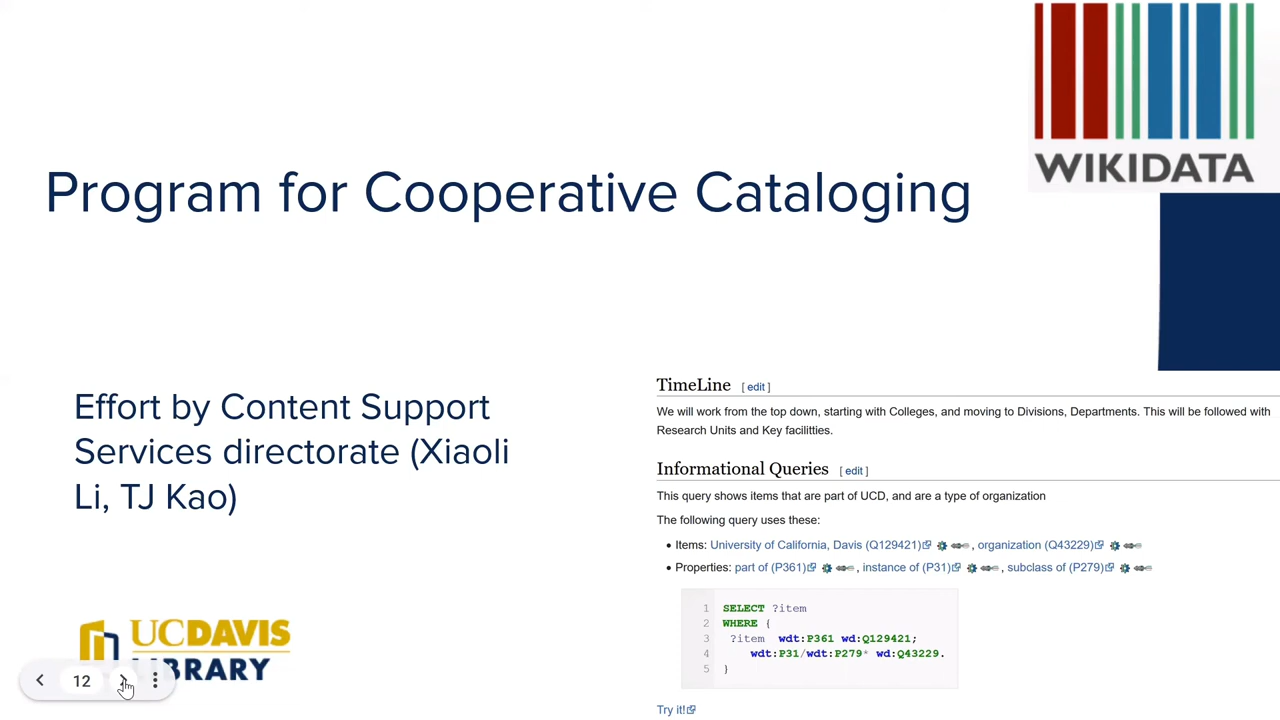 WIKIDATA
Program for Cooperative Cataloging
Effort by Content Support
Services directorate (Xiaoli
Li, TJ Kao)
TimeLine [ edit ]
We will work from the top down, starting with Colleges, and moving to Divisions, Departments. This will be followed with
Research Units and Key facilitties.
Informational Queries [ edit ]
This query shows items that are part of UCD, and are a type of organization
The following query uses these:
• Items: University of California, Davis (Q129421) , organization (Q43229)
• Properties: part of (P361) , instance of (P31) , subclass of (P279)
1 SELECT ?item
2 WHERE {
3 ?item wdt:P361 wd:Q129421;
4 wdt:P31/wdt:P279* wd:Q43229.
5 }
Try it!
UCDAVIS
LIBRARY
12